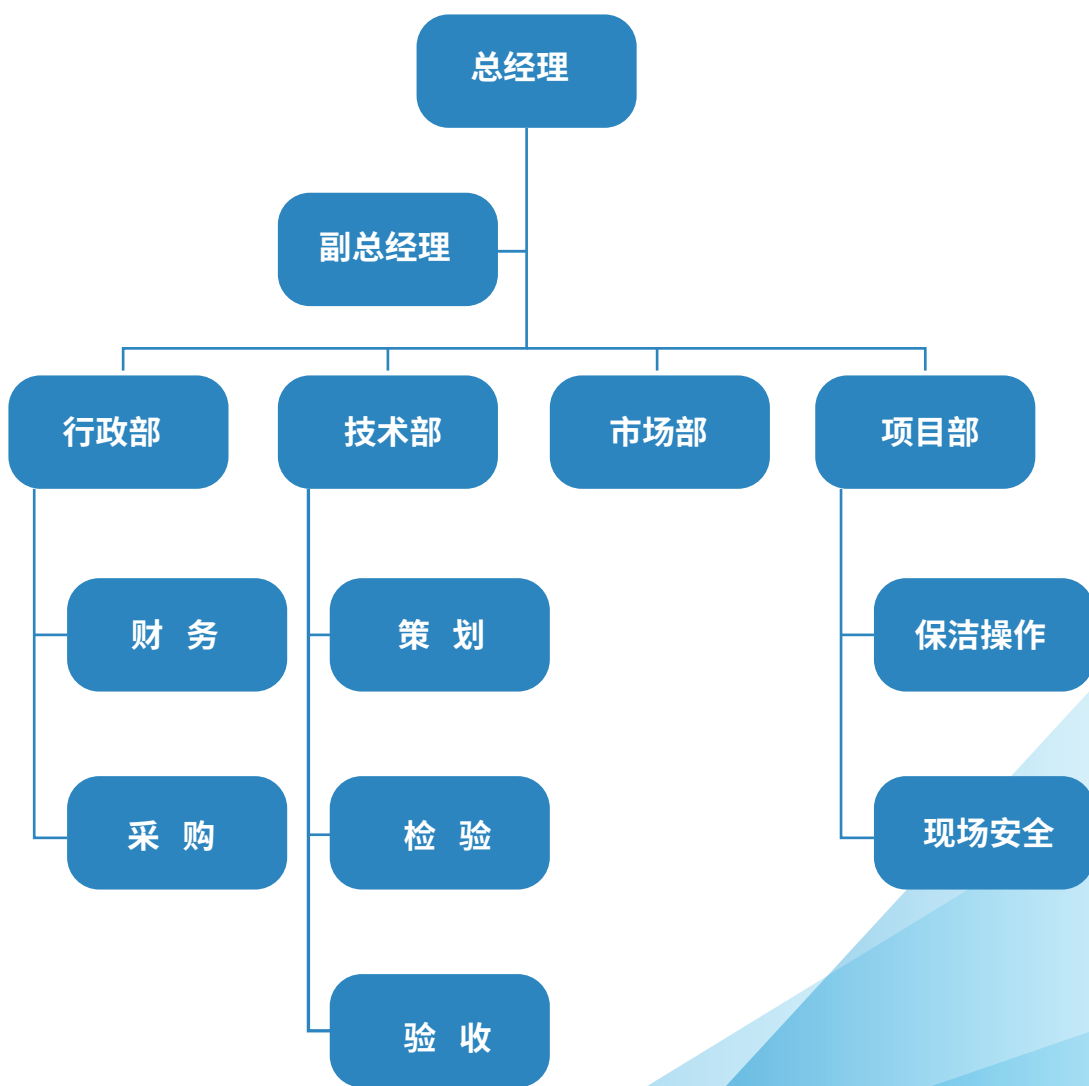 总经理
副总经理
行政部
技术部
市场部
项目部
财 务
策 划
保洁操作
采 购
检 验
现场安全
验 收